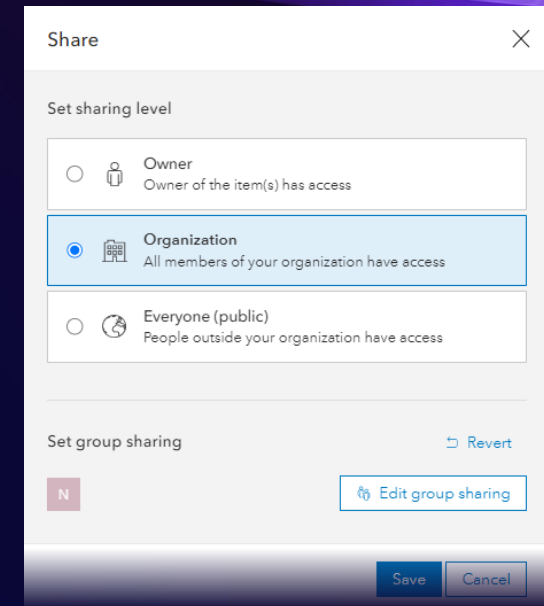 Share
Set sharing level
Owner
Owner of the item(s) has access
Organization
All members of your organization have access
Everyone (public)
People outside your organization have access
Set group sharing
Revert
N
Edit group sharing
Save
Cancel